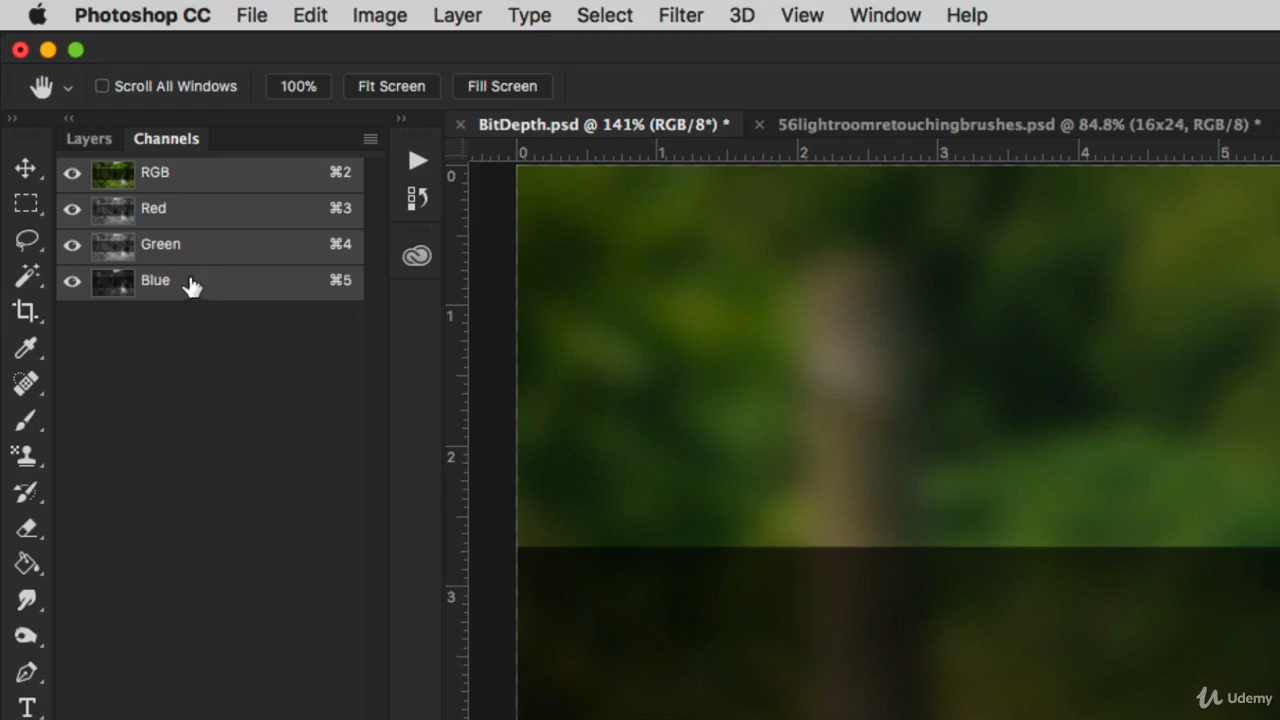 Photoshop CC File Edit Image Layer Type Select Filter 3D View Window Help
Scroll All Windows 100% Fit Screen Fill Screen
Layers Channels
BitDepth.psd @ 141% (RGB/8*) * 56lightroomretouchingbrushes.psd @ 84.8% (16x24, RGB/8) *
0 1 2 3 4 5
RGB ⌘2
Red ⌘3
Green ⌘4
Blue ⌘5
0
1
2
3
Udemy